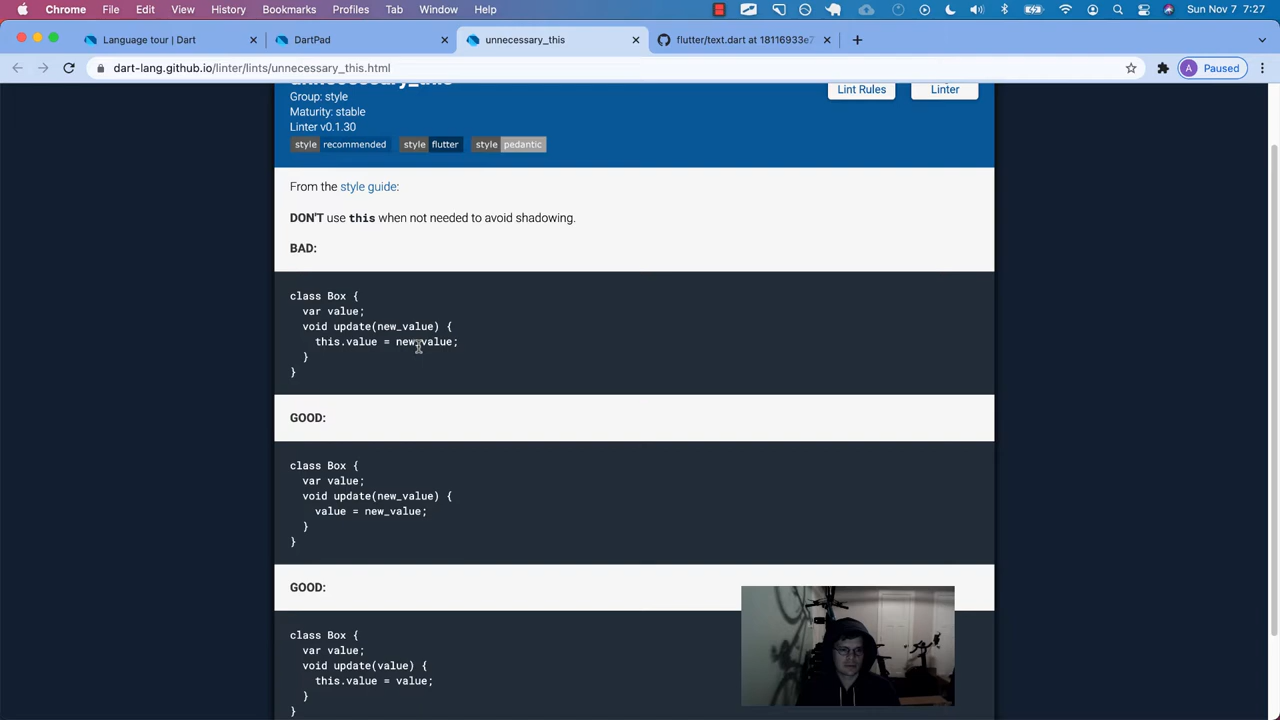 Chrome File Edit View History Bookmarks Profiles Tab Window Help Sun Nov 7 7:27
Language tour | Dart
DartPad
unnecessary_this
flutter/text.dart at 18116933e7
dart-lang.github.io/linter/lints/unnecessary_this.html
A Paused
unnecessary_this
Group: style
Maturity: stable
Linter v0.1.30
Lint Rules
Linter
style recommended style flutter style pedantic
From the style guide:
DON'T use this when not needed to avoid shadowing.
BAD:
class Box {
var value;
void update(new_value) {
this.value = new_value;
}
}
GOOD:
class Box {
var value;
void update(new_value) {
value = new_value;
}
}
GOOD:
class Box {
var value;
void update(value) {
this.value = value;
}
}